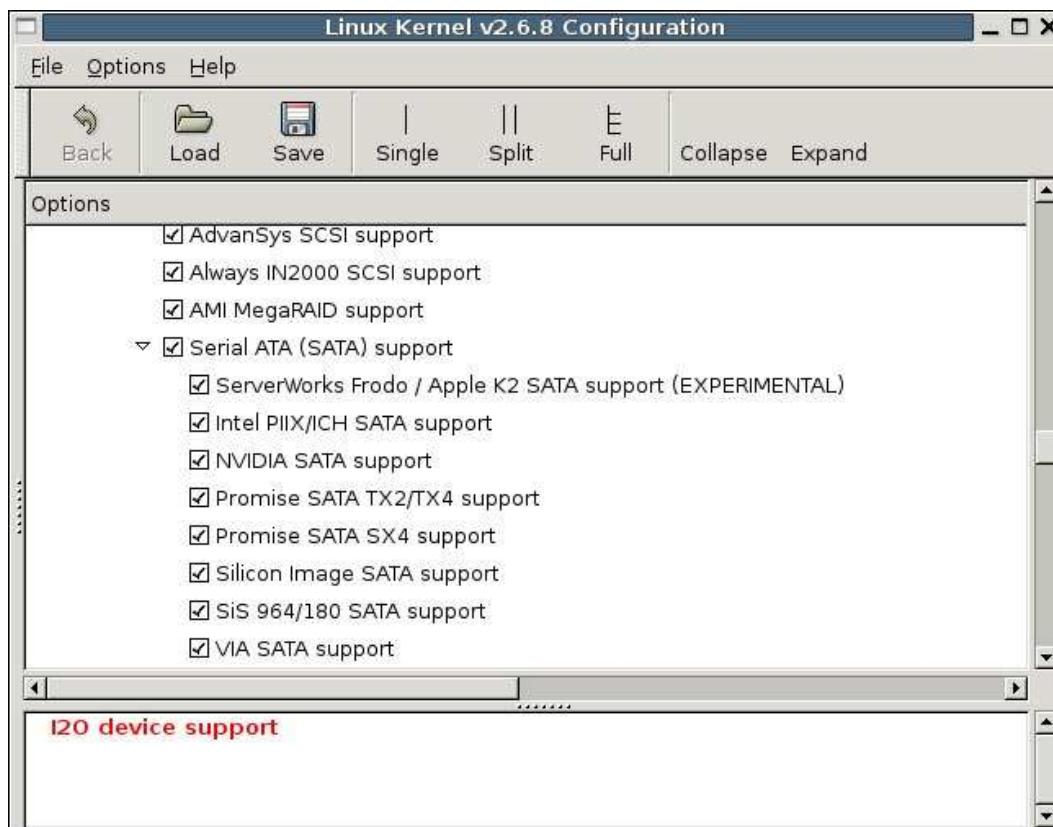 Linux Kernel v2.6.8 Configuration
File Options Help
Back Load Save Single Split Full Collapse Expand
Options
AdvanSys SCSI support
Always IN2000 SCSI support
AMI MegaRAID support
Serial ATA (SATA) support
ServerWorks Frodo / Apple K2 SATA support (EXPERIMENTAL)
Intel PIIX/ICH SATA support
NVIDIA SATA support
Promise SATA TX2/TX4 support
Promise SATA SX4 support
Silicon Image SATA support
SiS 964/180 SATA support
VIA SATA support
I2O device support